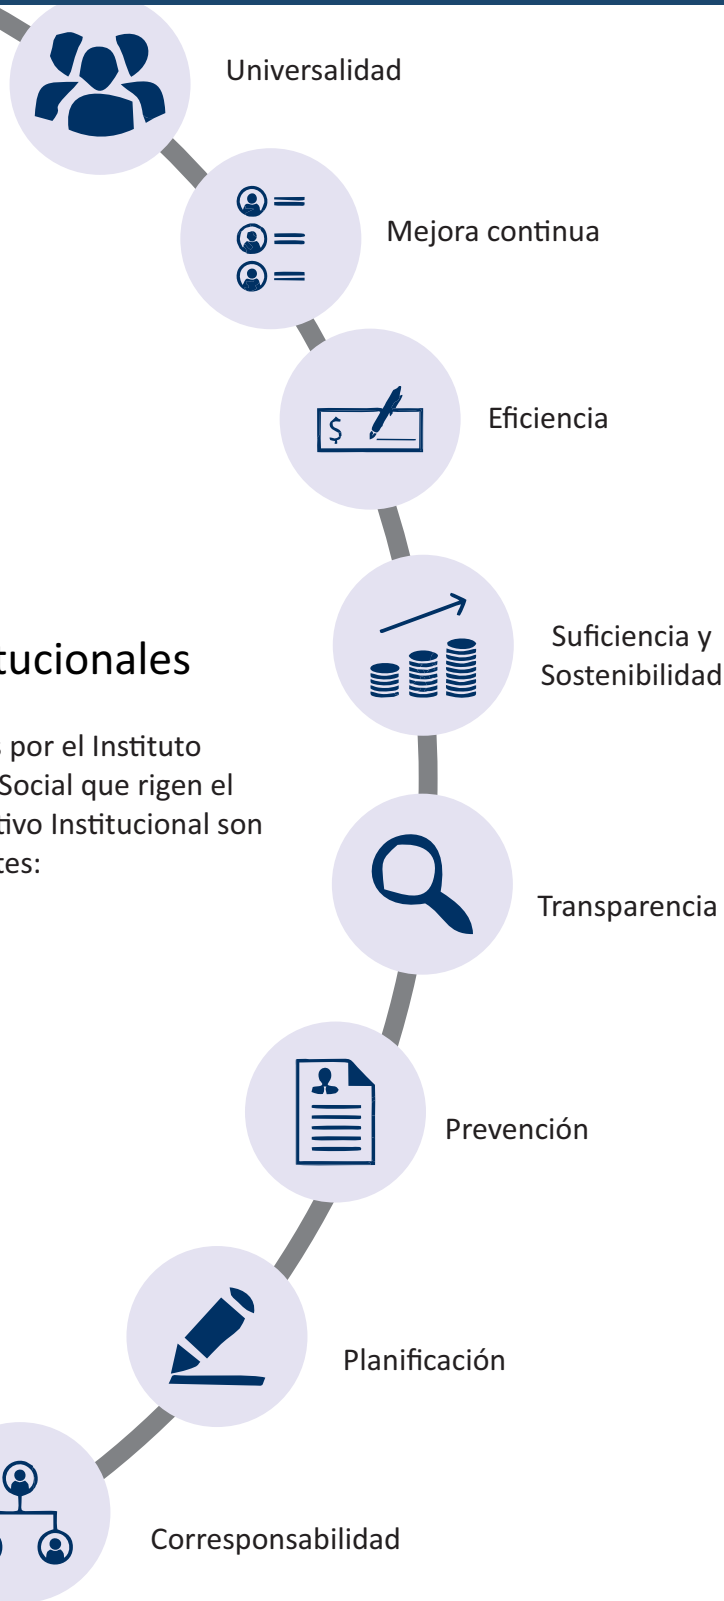 Universalidad
Mejora continua
$
Eficiencia
Suficiencia y
Sostenibilidad
tucionales
por el Instituto
Social que rigen el
tivo Institucional son
tes:
Transparencia
Prevención
Planificación
Corresponsabilidad